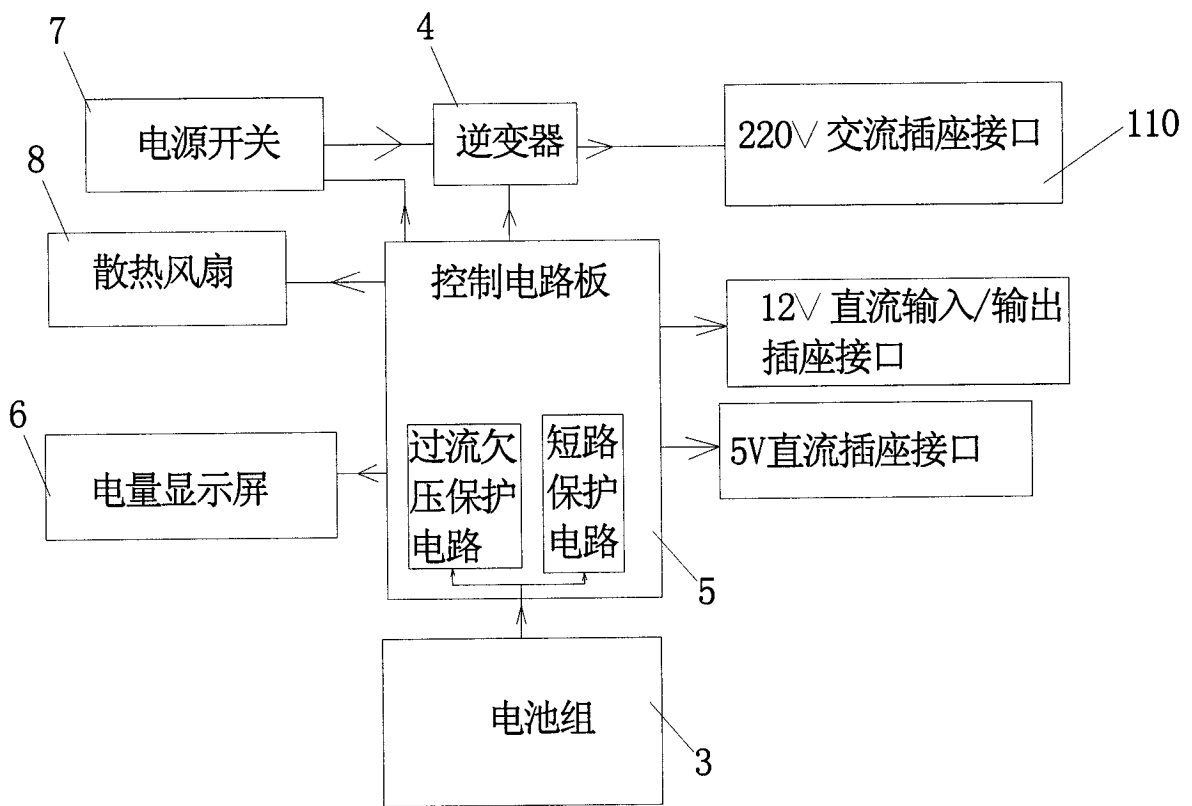 7
4
电源开关
逆变器
220V 交流插座接口
110
8
散热风扇
控制电路板
12V 直流输入/输出
插座接口
6
电量显示屏
过流欠
压保护
电路
短路
保护
电路
5V直流插座接口
5
电池组
3